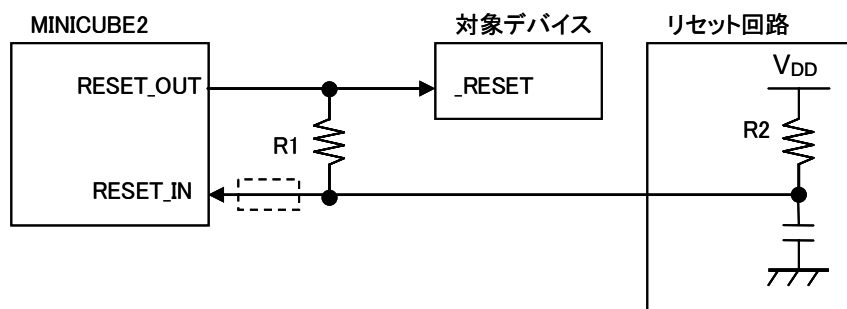 MINICUBE2
対象デバイス
リセット回路
RESET_OUT
_RESET
VDD
R1
R2
RESET_IN